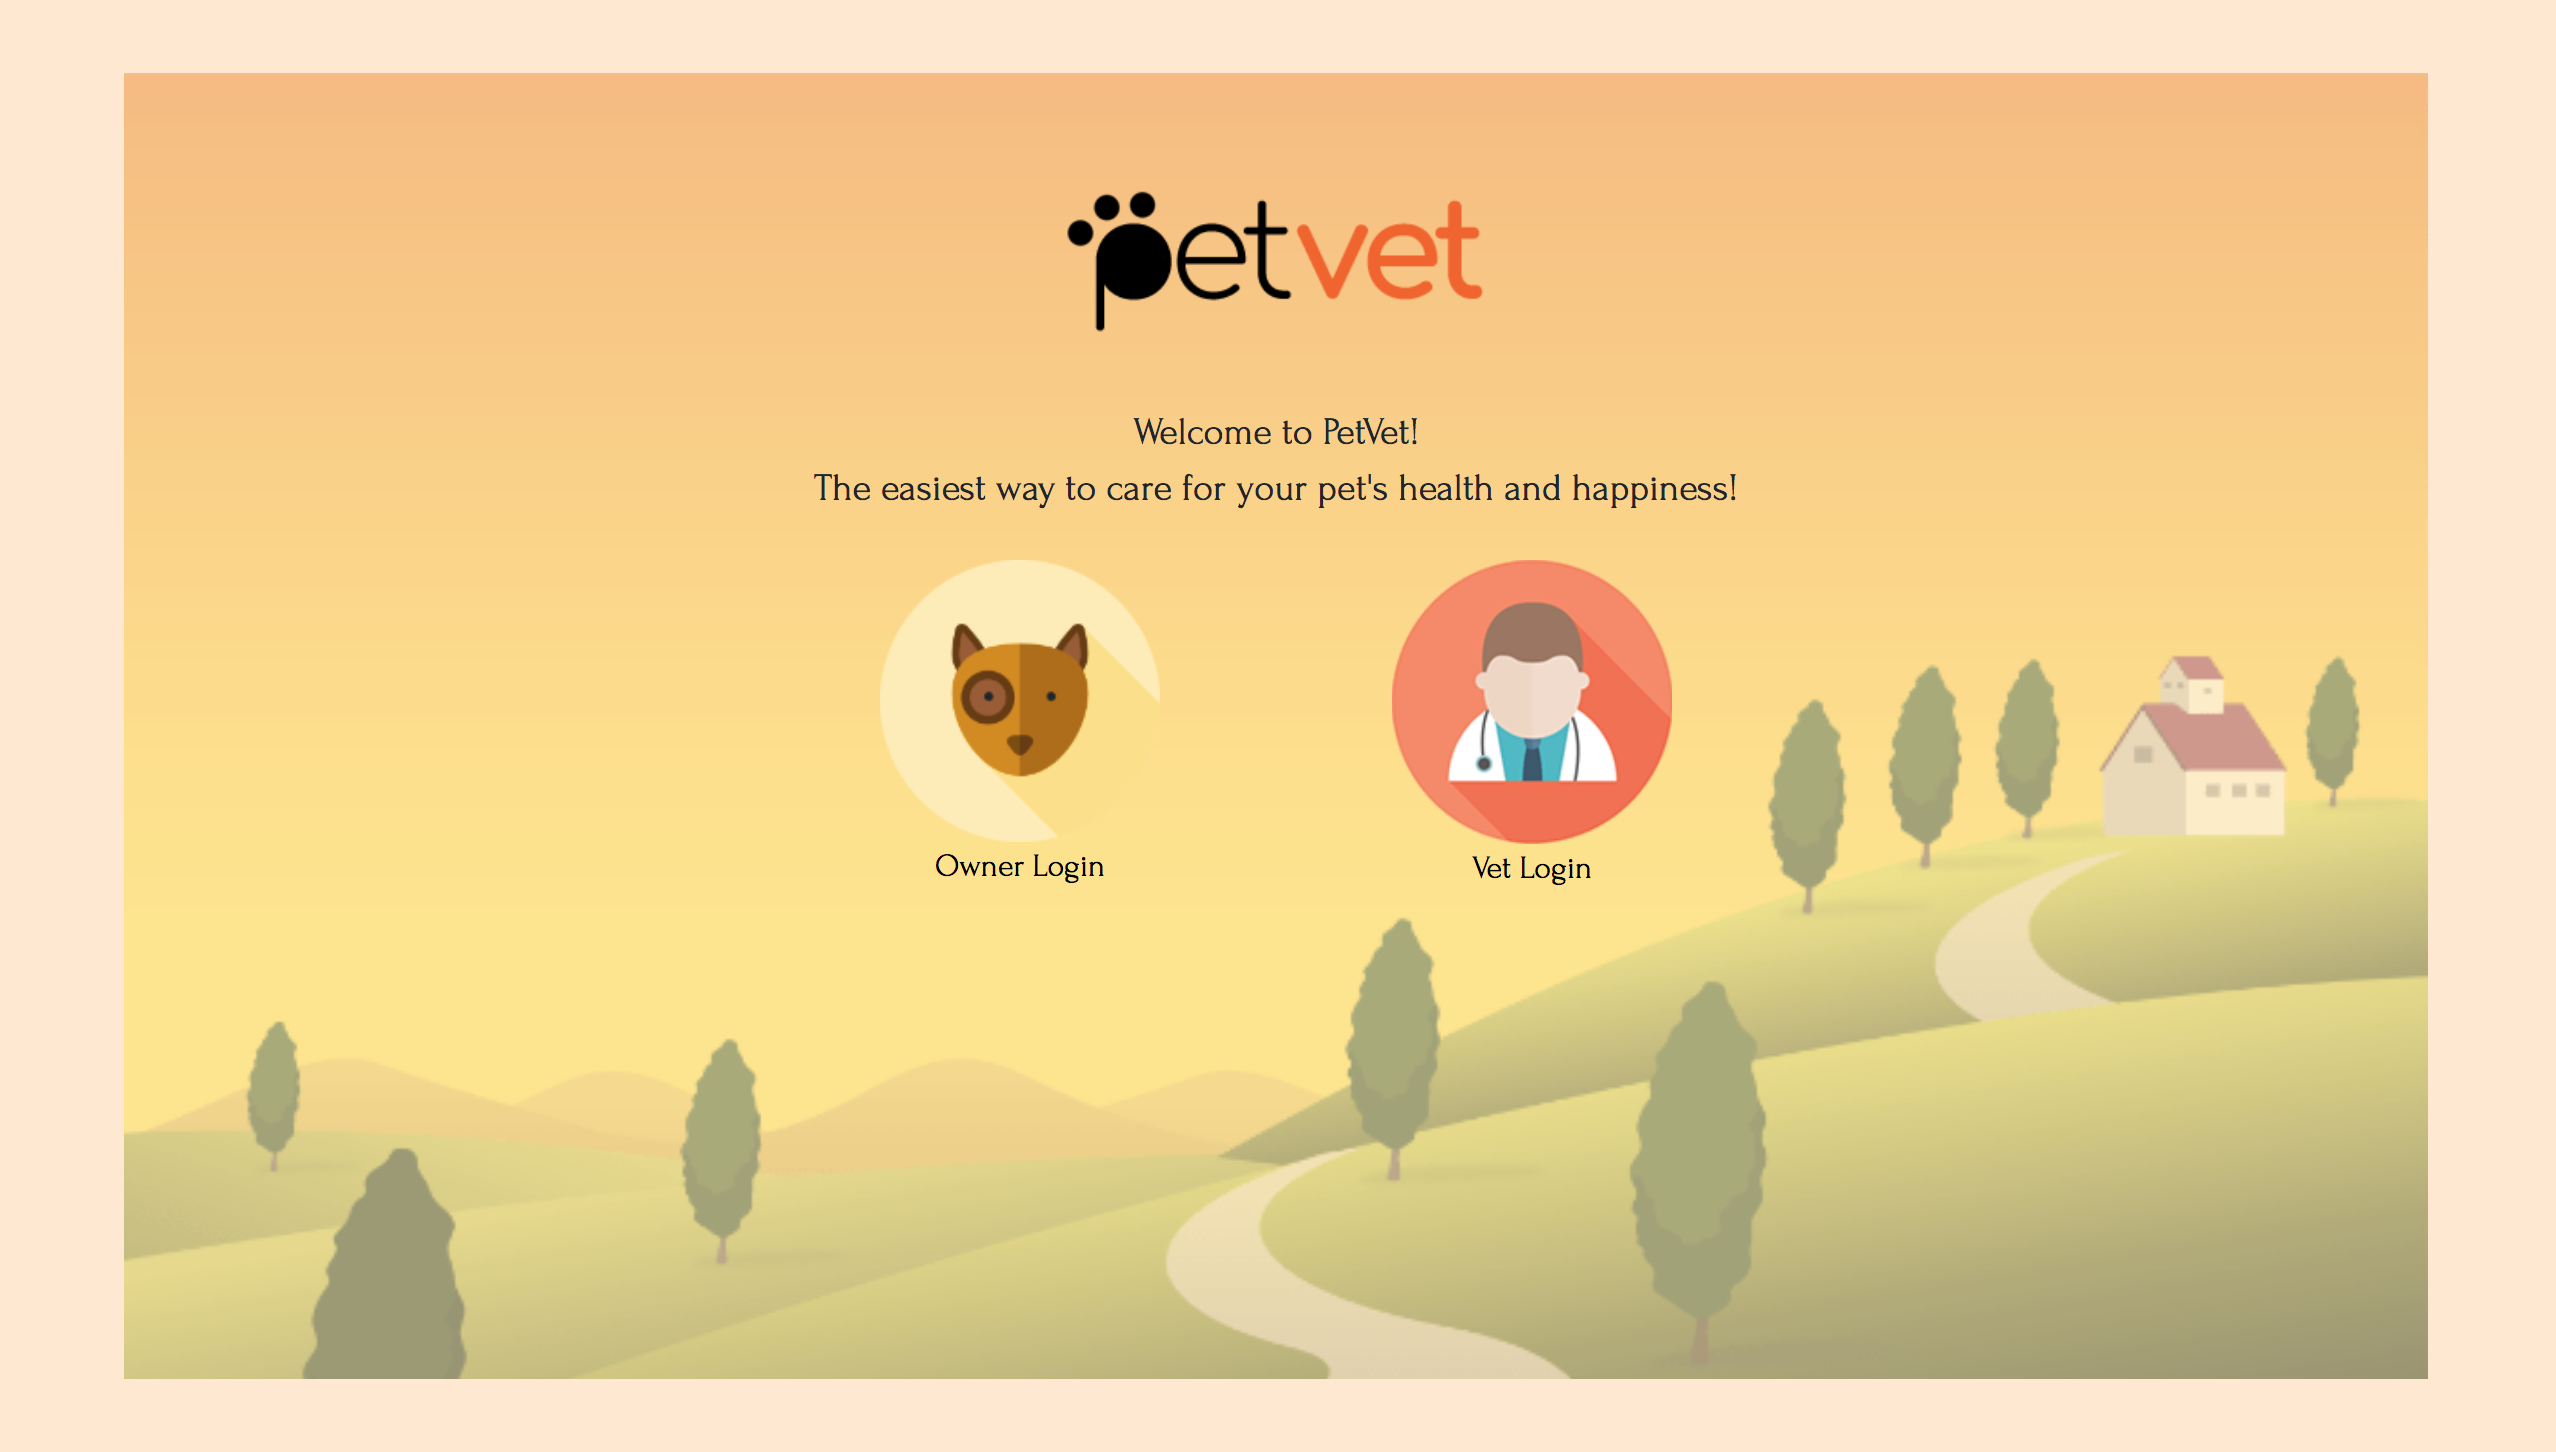 petvet
Welcome to PetVet!
The easiest way to care for your pet's health and happiness!
Owner Login
Vet Login